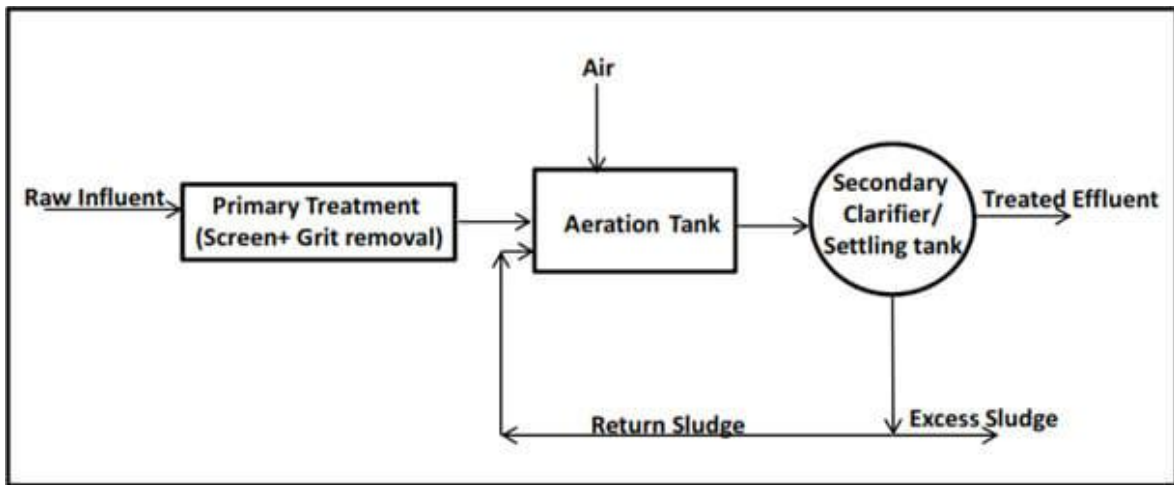 Air
Raw Influent
Primary Treatment
(Screen+ Grit removal)
Aeration Tank
Secondary
Clarifier/
Settling tank
Treated Effluent
Return Sludge
Excess Sludge